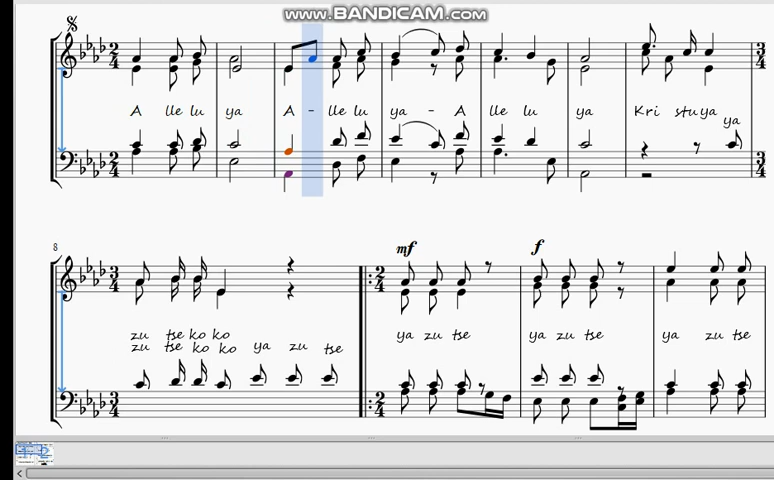 www.BANDICAM.com
A lle lu ya A - lle lu ya - A lle lu ya Kri stu ya
ya
8
mf f
zu tse ko ko ya zu tse ya zu tse ya zu tse
zu tse ko ko ya zu tse